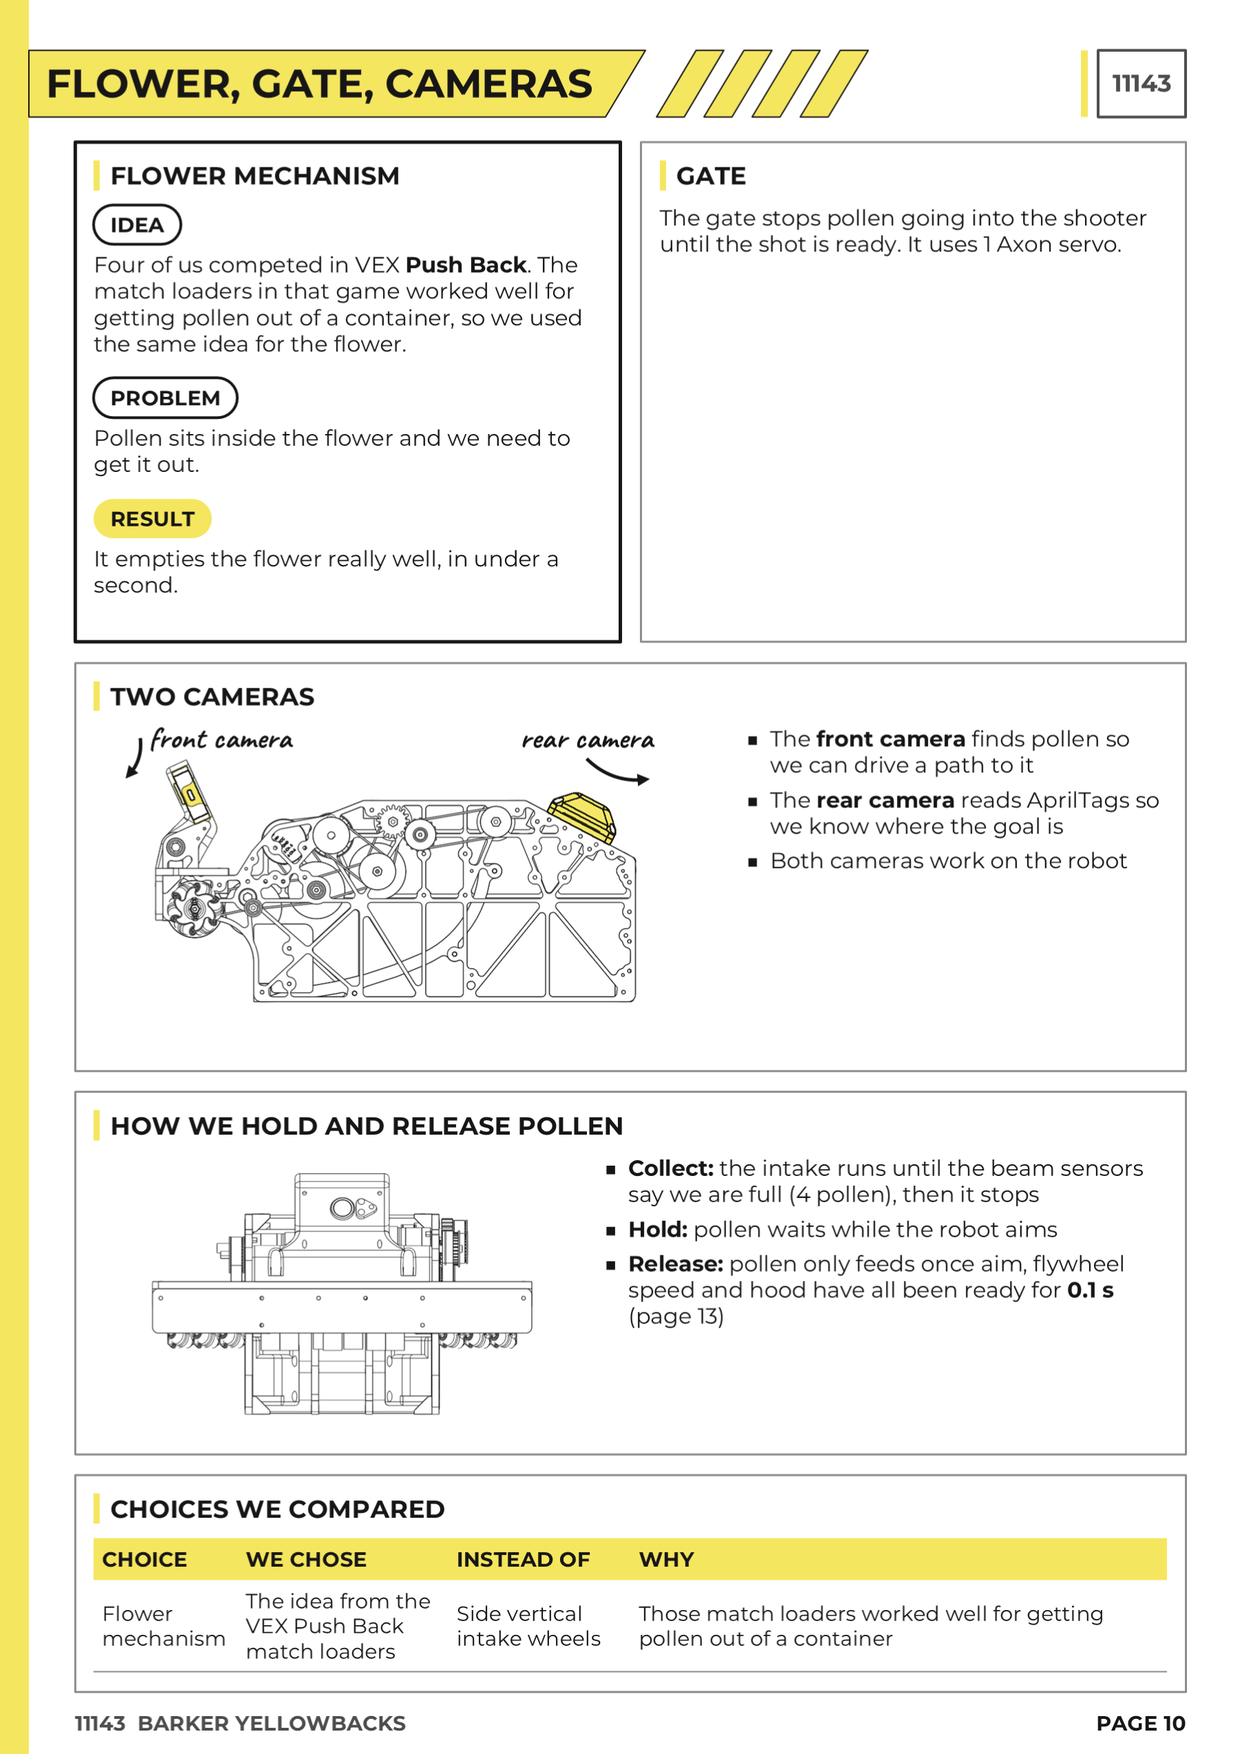 FLOWER, GATE, CAMERAS
11143
FLOWER MECHANISM
IDEA
Four of us competed in VEX Push Back. The
match loaders in that game worked well for
getting pollen out of a container, so we used
the same idea for the flower.
PROBLEM
Pollen sits inside the flower and we need to
get it out.
RESULT
It empties the flower really well, in under a
second.
GATE
The gate stops pollen going into the shooter
until the shot is ready. It uses 1 Axon servo.
TWO CAMERAS
front camera
rear camera
▪ The front camera finds pollen so
we can drive a path to it
▪ The rear camera reads AprilTags so
we know where the goal is
▪ Both cameras work on the robot
HOW WE HOLD AND RELEASE POLLEN
▪ Collect: the intake runs until the beam sensors
say we are full (4 pollen), then it stops
▪ Hold: pollen waits while the robot aims
▪ Release: pollen only feeds once aim, flywheel
speed and hood have all been ready for 0.1 s
(page 13)
CHOICES WE COMPARED
CHOICE WE CHOSE INSTEAD OF WHY
Flower
mechanism
The idea from the
VEX Push Back
match loaders
Side vertical
intake wheels
Those match loaders worked well for getting
pollen out of a container
11143 BARKER YELLOWBACKS
PAGE 10